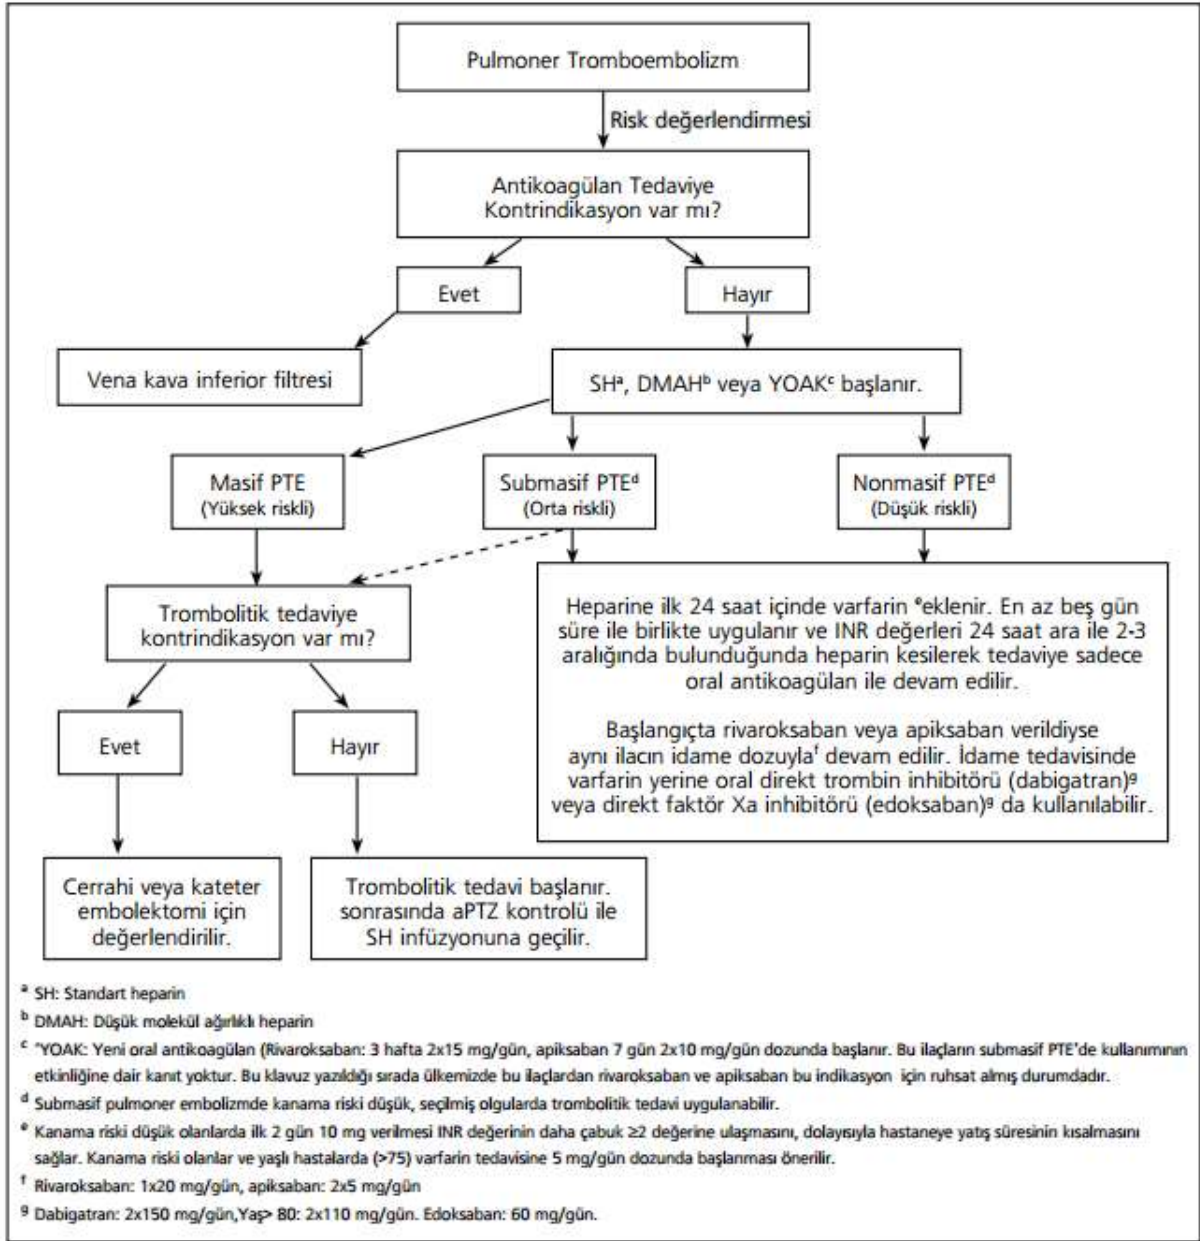 Pulmoner Tromboembolizm
Risk değerlendirmesi
Antikoagülan Tedaviye
Kontrindikasyon var mı?
Evet
Hayır
Vena kava inferior filtresi
SHᵃ, DMAHᵇ veya YOAKᶜ başlanır.
Masif PTE
(Yüksek riskli)
Submasif PTEᵈ
(Orta riskli)
Nonmasif PTEᵈ
(Düşük riskli)
Trombolitik tedaviye
kontrindikasyon var mı?
Heparine ilk 24 saat içinde varfarin ᵉeklenir. En az beş gün
süre ile birlikte uygulanır ve INR değerleri 24 saat ara ile 2-3
aralığında bulunduğunda heparin kesilerek tedaviye sadece
oral antikoagülan ile devam edilir.
Başlangıçta rivaroksaban veya apiksaban verildiyse
aynı ilacın idame dozuylaᶠ devam edilir. İdame tedavisinde
varfarin yerine oral direkt trombin inhibitörü (dabigatran)ᵍ
veya direkt faktör Xa inhibitörü (edoksaban)ᵍ da kullanılabilir.
Evet
Hayır
Cerrahi veya kateter
embolektomi için
değerlendirilir.
Trombolitik tedavi başlanır.
sonrasında aPTZ kontrolü ile
SH infüzyonuna geçilir.
ᵃ SH: Standart heparin
ᵇ DMAH: Düşük molekül ağırlıklı heparin
ᶜ "YOAK: Yeni oral antikoagülan (Rivaroksaban: 3 hafta 2x15 mg/gün, apiksaban 7 gün 2x10 mg/gün dozunda başlanır. Bu ilaçların submasif PTE'de kullanımının
etkinliğine dair kanıt yoktur. Bu klavuz yazıldığı sırada ülkemizde bu ilaçlardan rivaroksaban ve apiksaban bu indikasyon için ruhsat almış durumdadır.
ᵈ Submasif pulmoner embolizmde kanama riski düşük, seçilmiş olgularda trombolitik tedavi uygulanabilir.
ᵉ Kanama riski düşük olanlarda ilk 2 gün 10 mg verilmesi INR değerinin daha çabuk ≥2 değerine ulaşmasını, dolayısıyla hastaneye yatış süresinin kısalmasını
sağlar. Kanama riski olanlar ve yaşlı hastalarda (>75) varfarin tedavisine 5 mg/gün dozunda başlanması önerilir.
ᶠ Rivaroksaban: 1x20 mg/gün, apiksaban: 2x5 mg/gün
ᵍ Dabigatran: 2x150 mg/gün,Yaş> 80: 2x110 mg/gün. Edoksaban: 60 mg/gün.